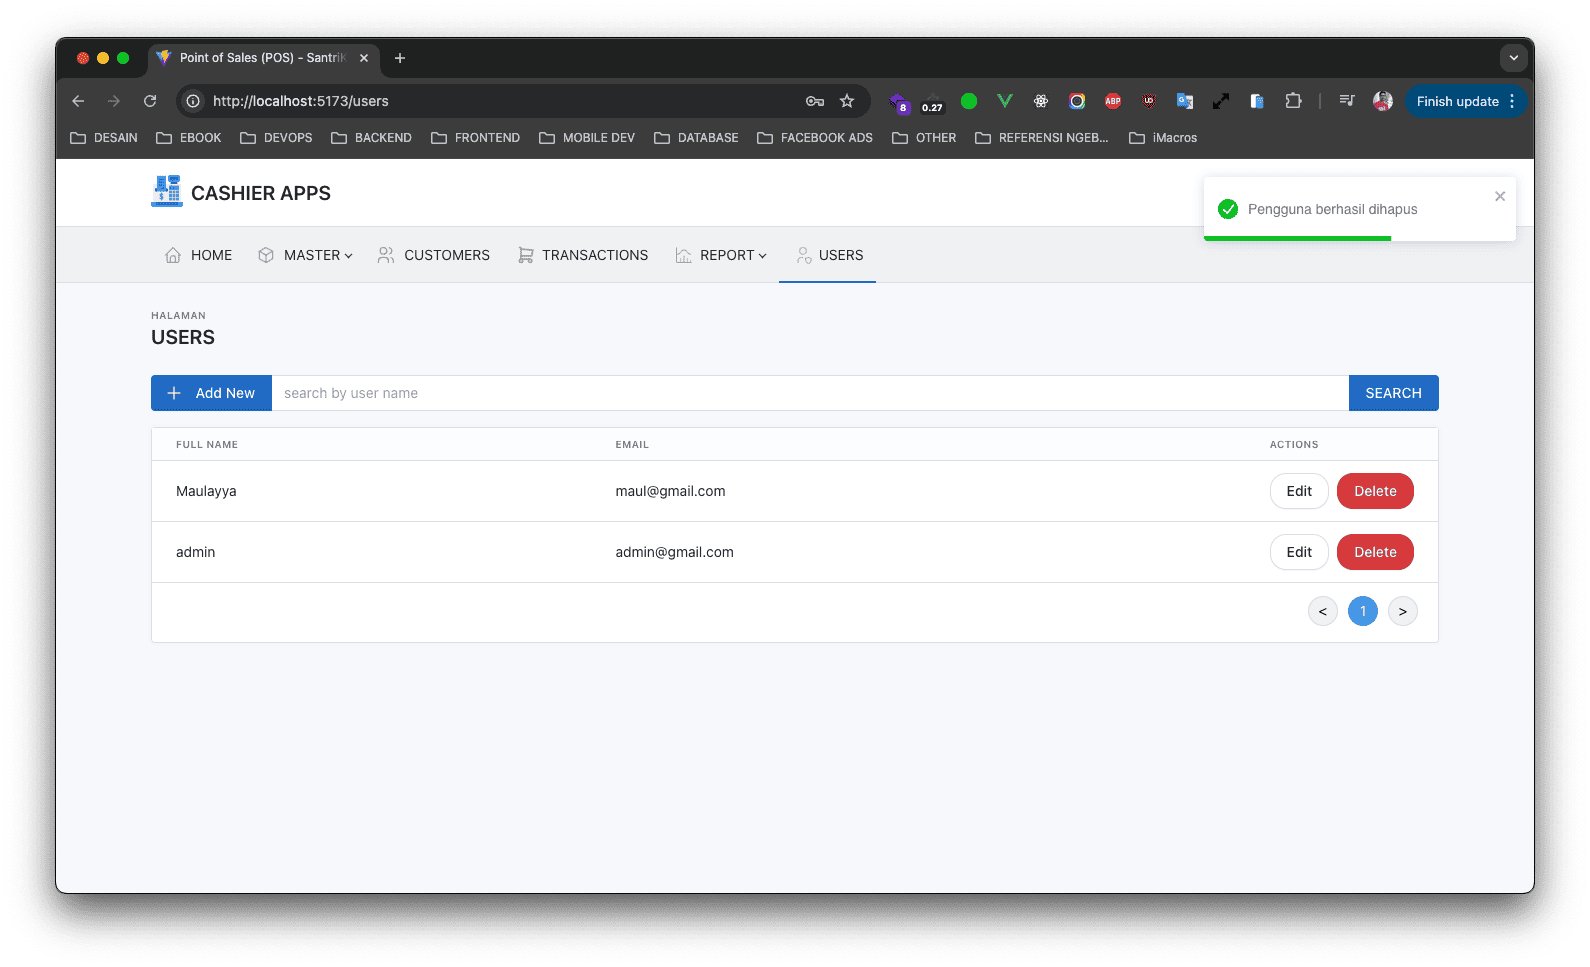 Point of Sales (POS) - SantriK
http://localhost:5173/users
8
0.27
ABP
Finish update
DESAIN
EBOOK
DEVOPS
BACKEND
FRONTEND
MOBILE DEV
DATABASE
FACEBOOK ADS
OTHER
REFERENSI NGEB...
iMacros
CASHIER APPS
Pengguna berhasil dihapus
HOME
MASTER
CUSTOMERS
TRANSACTIONS
REPORT
USERS
HALAMAN
USERS
+ Add New
search by user name
SEARCH
FULL NAME
EMAIL
ACTIONS
Maulayya
maul@gmail.com
Edit
Delete
admin
admin@gmail.com
Edit
Delete
<
1
>